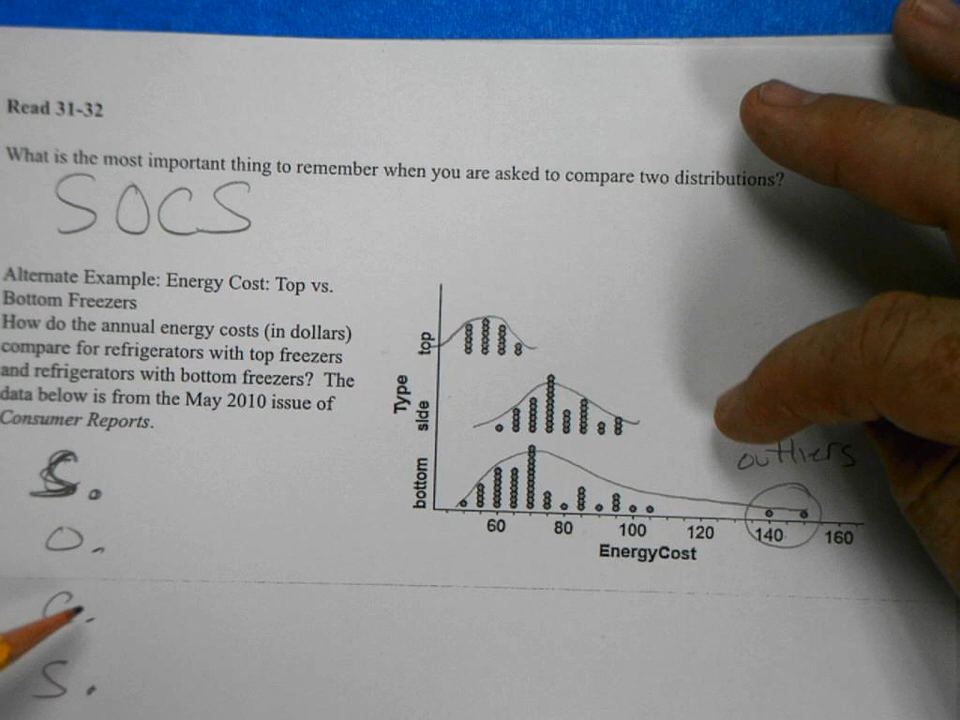 Read 31-32
What is the most important thing to remember when you are asked to compare two distributions?
SOCS
Alternate Example: Energy Cost: Top vs.
Bottom Freezers
How do the annual energy costs (in dollars)
compare for refrigerators with top freezers
and refrigerators with bottom freezers? The
data below is from the May 2010 issue of
Consumer Reports.
S.
O.
C.
S.
Type
top
side
bottom
outliers
60 80 100 120 140 160
EnergyCost